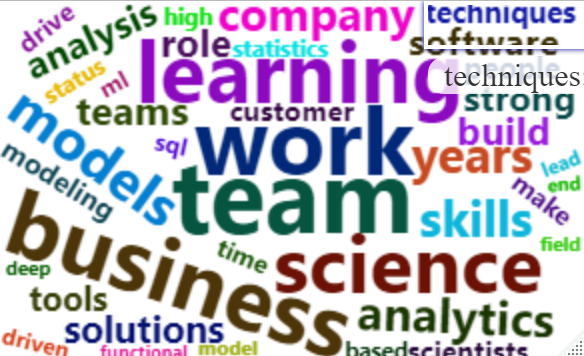 drive
high
company
techniques
analysis
role
statistics
software
people
techniques
status
ml
learning
strong
teams
customer
build
models
sql
work
years
lead
modeling
team
end
make
skills
business
time
science
field
deep
tools
analytics
solutions
driven
functional
model
based
scientists